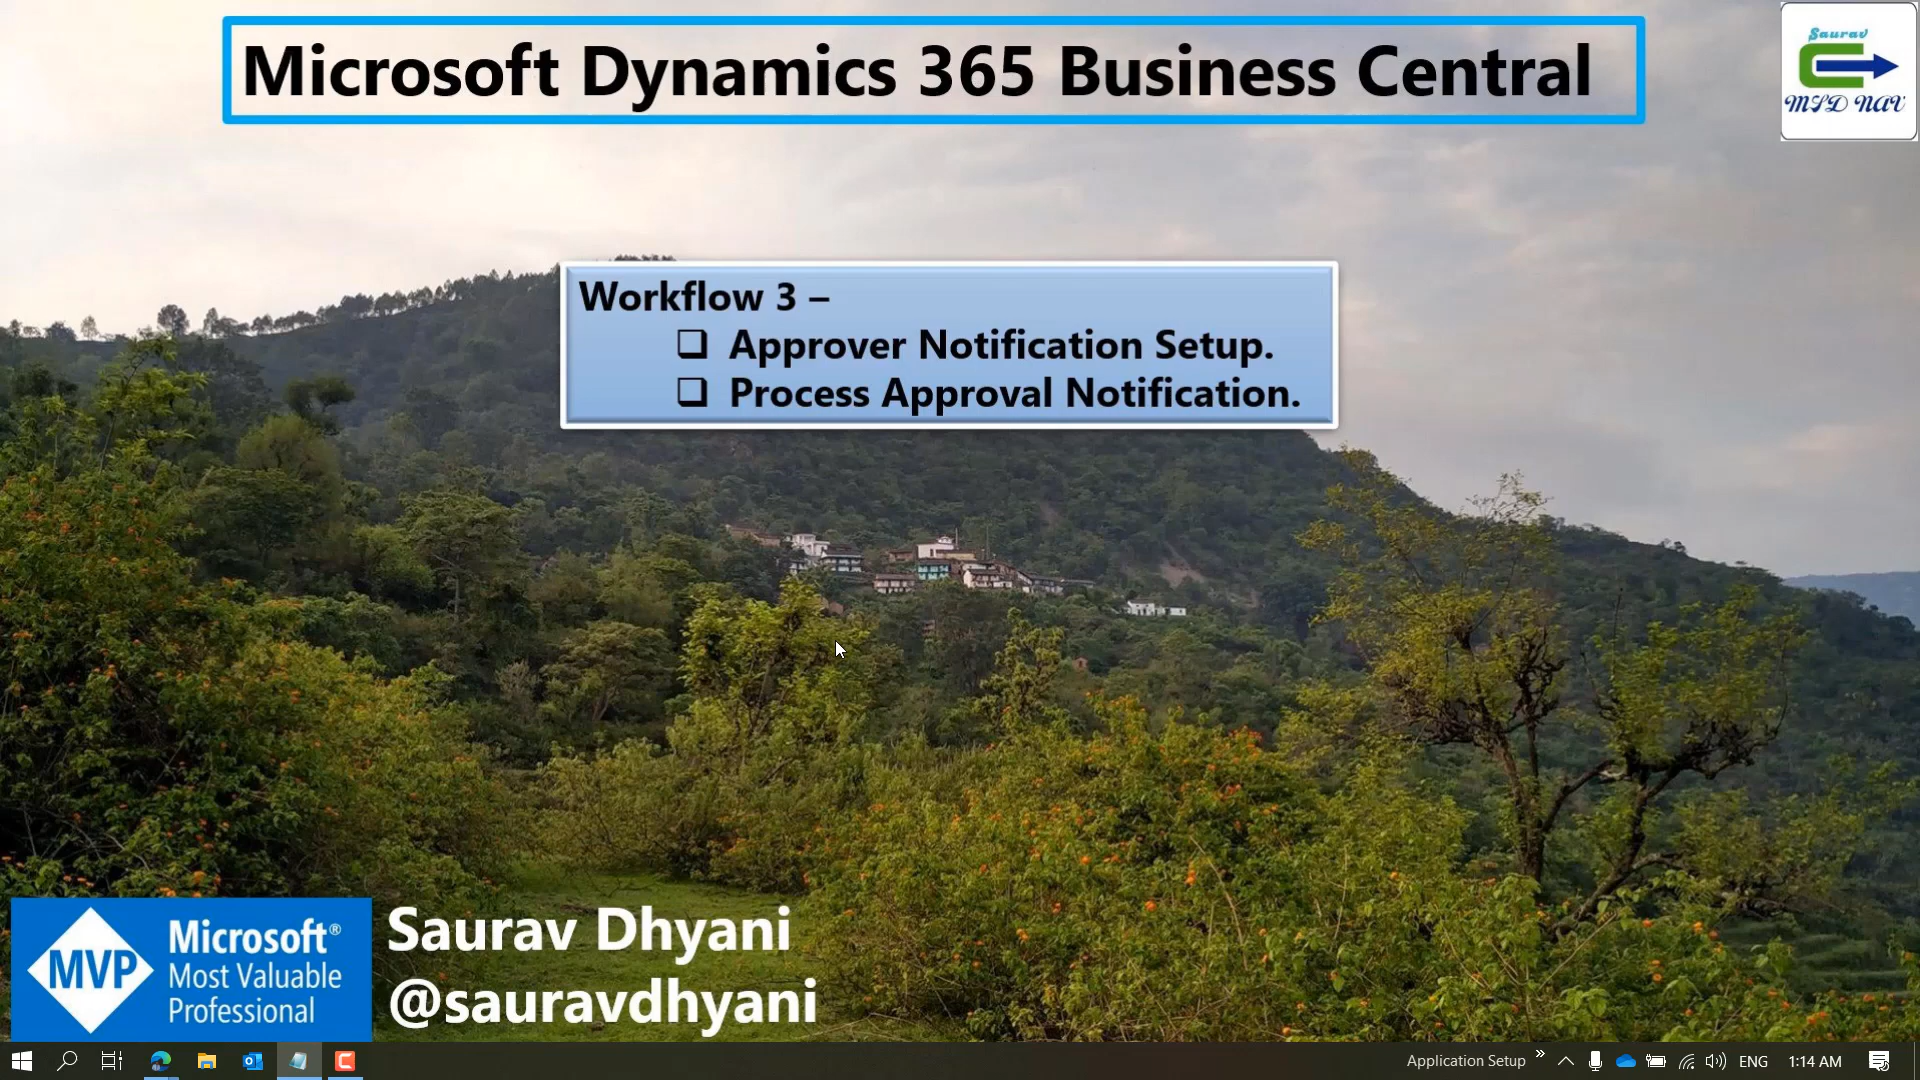 Microsoft Dynamics 365 Business Central
Saurav
MSD NAV
Workflow 3 –
❑ Approver Notification Setup.
❑ Process Approval Notification.
MVP
Microsoft®
Most Valuable
Professional
Saurav Dhyani
@sauravdhyani
Application Setup
ENG
1:14 AM